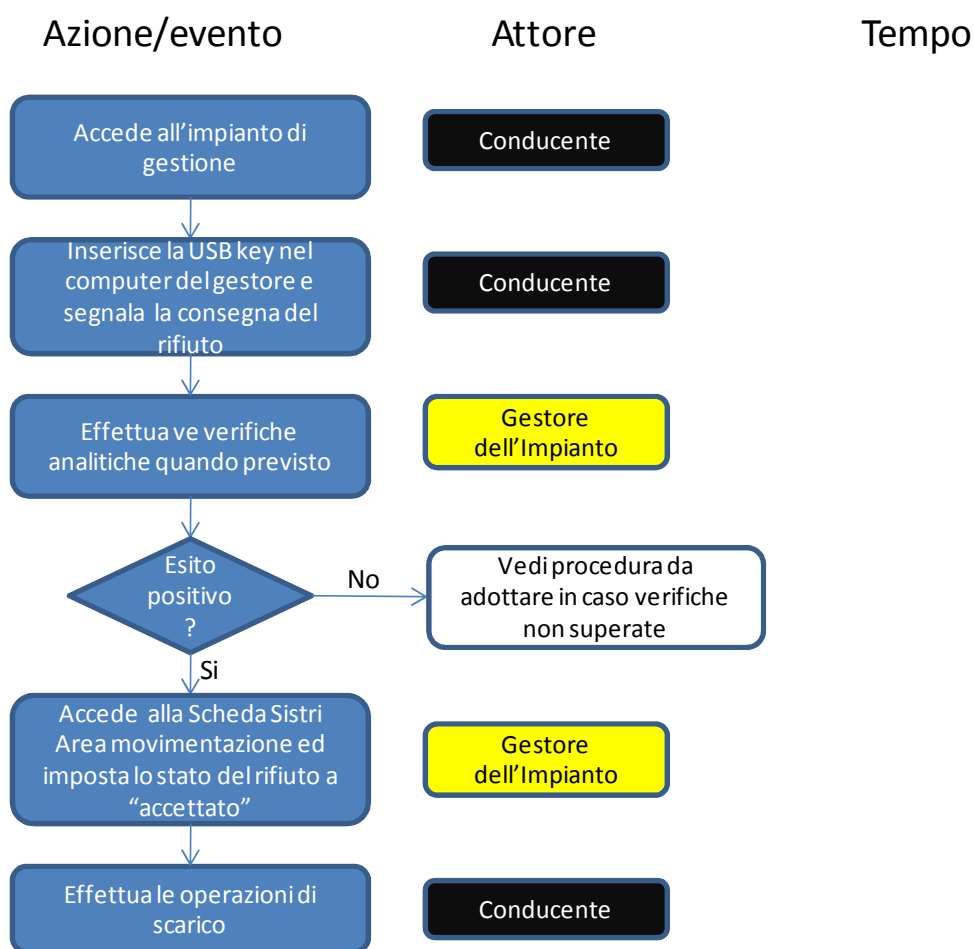 Azione/evento Attore Tempo
Accede all'impianto di
gestione
Conducente
Inserisce la USB key nel
computer del gestore e
segnala la consegna del
rifiuto
Conducente
Effettua ve verifiche
analitiche quando previsto
Gestore
dell'Impianto
Esito
positivo
?
No
Vedi procedura da
adottare in caso verifiche
non superate
Si
Accede alla Scheda Sistri
Area movimentazione ed
imposta lo stato del rifiuto a
“accettato”
Gestore
dell'Impianto
Effettua le operazioni di
scarico
Conducente